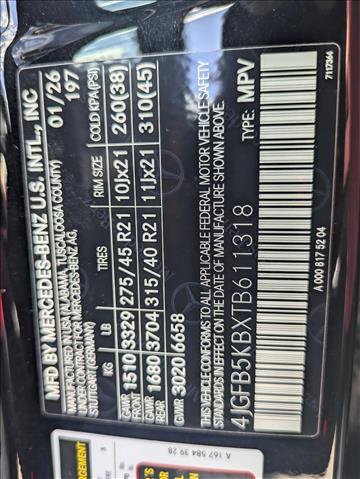 MFD BY MERCEDES-BENZ U.S. INTL., INC
MANUFACTURED IN USA (ALABAMA, TUSCALOOSA COUNTY)
UNDER LICENSE FROM MERCEDES-BENZ AG,
STUTTGART (GERMANY)
01/26
197
KG LB TIRES RIM SIZE COLD KPA(PSI)
GAWR FRONT 1510 3329 275/45 R21 10Jx21 260(38)
GAWR REAR 1680 3704 315/40 R21 11Jx21 310(45)
GVWR 3020 6658
CONFORMS TO ALL APPLICABLE FEDERAL MOTOR VEHICLE SAFETY
STANDARDS IN EFFECT ON THE DATE OF MANUFACTURE SHOWN ABOVE.
4JGFB5KBXTB611318 TYPE: MPV
A 000 817 52 04
7117364
A 167 584 39 28